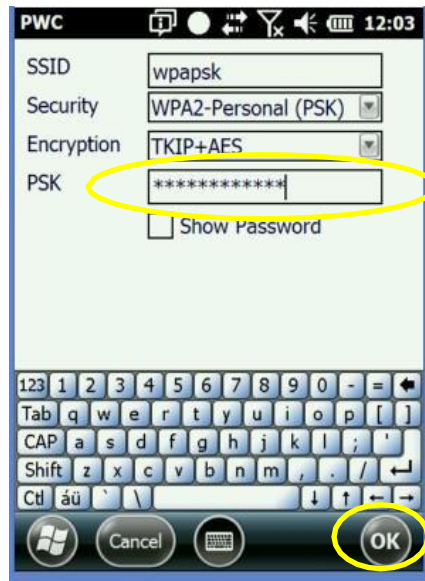 PWC 12:03
SSID wpapsk
Security WPA2-Personal (PSK)
Encryption TKIP+AES
PSK ************
Show Password
123 1 2 3 4 5 6 7 8 9 0 - =
Tab q w e r t y u i o p [ ]
CAP a s d f g h j k l ; '
Shift z x c v b n m , . /
Ctl áü ` \
Cancel OK